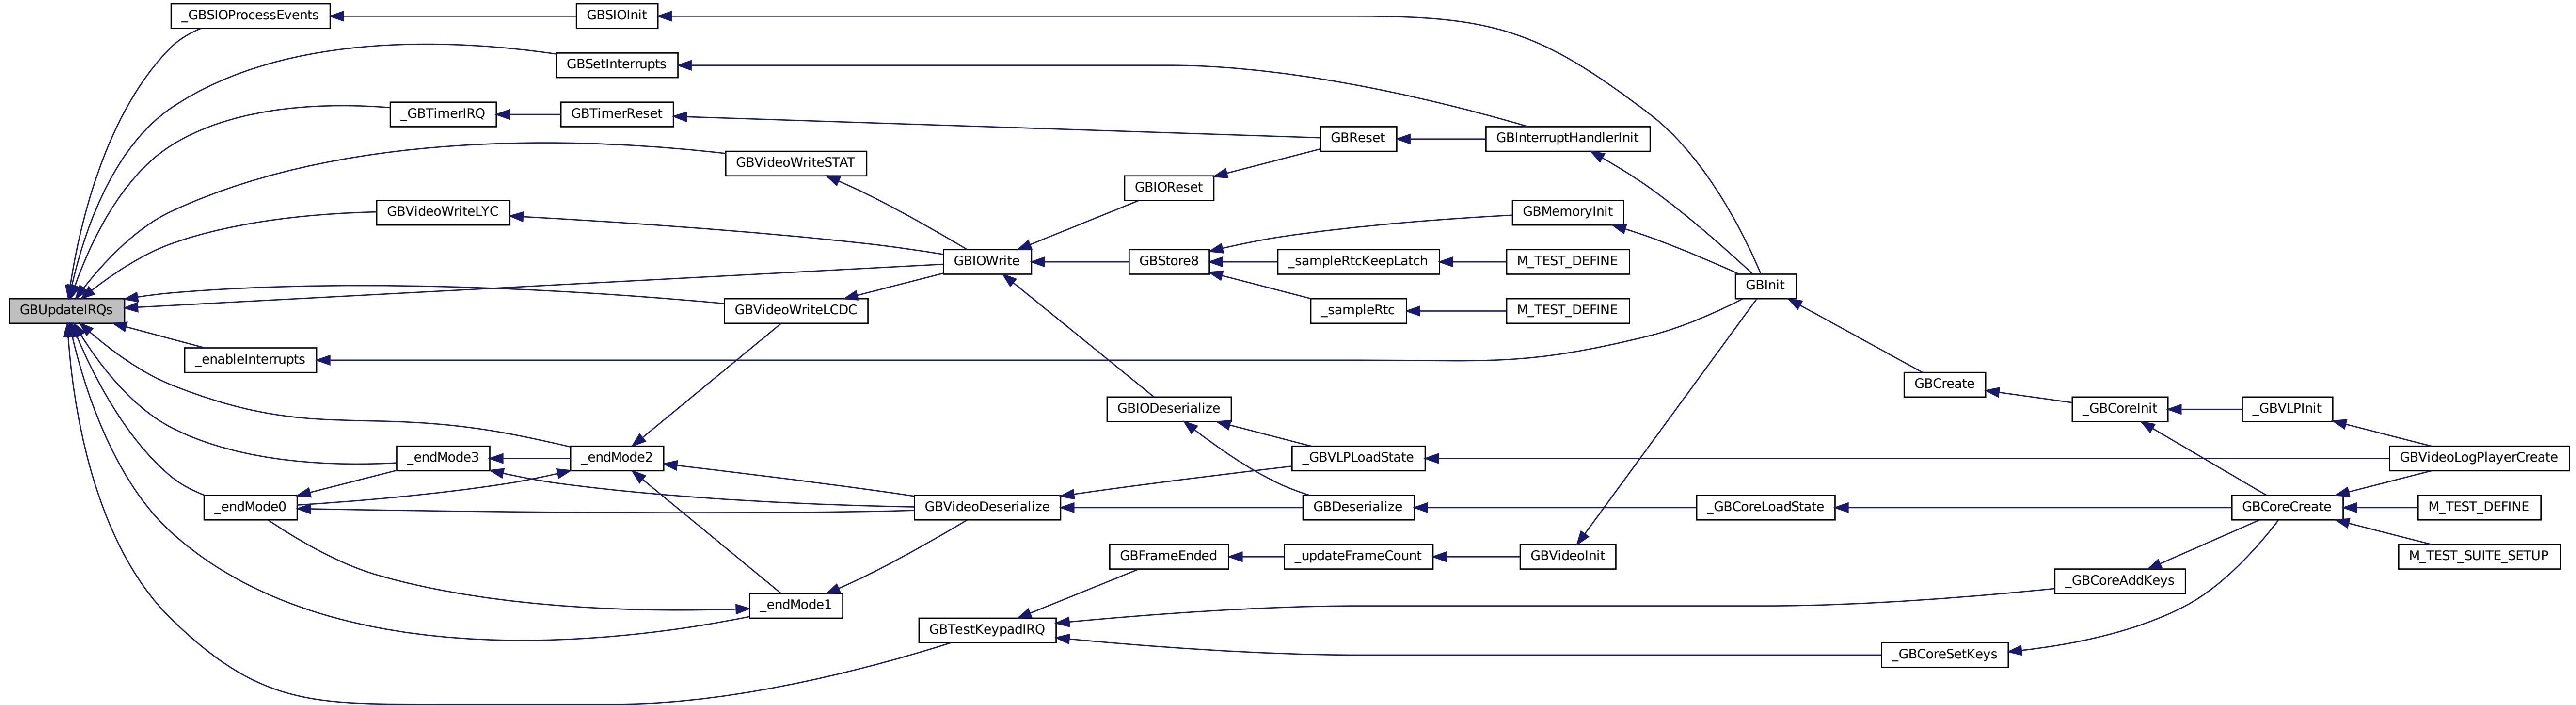 _GBSIOProcessEvents
GBSIOInit
GBSetInterrupts
_GBTimerIRQ
GBTimerReset
GBReset
GBInterruptHandlerInit
GBVideoWriteSTAT
GBIOReset
GBVideoWriteLYC
GBMemoryInit
GBIOWrite
GBStore8
_sampleRtcKeepLatch
M_TEST_DEFINE
GBInit
GBUpdateIRQs
GBVideoWriteLCDC
_sampleRtc
M_TEST_DEFINE
_enableInterrupts
GBCreate
GBIODeserialize
_GBCoreInit
_GBVLPInit
_endMode3
_endMode2
_GBVLPLoadState
GBVideoLogPlayerCreate
_endMode0
GBVideoDeserialize
GBDeserialize
_GBCoreLoadState
GBCoreCreate
M_TEST_DEFINE
GBFrameEnded
_updateFrameCount
GBVideoInit
M_TEST_SUITE_SETUP
_GBCoreAddKeys
_endMode1
GBTestKeypadIRQ
_GBCoreSetKeys